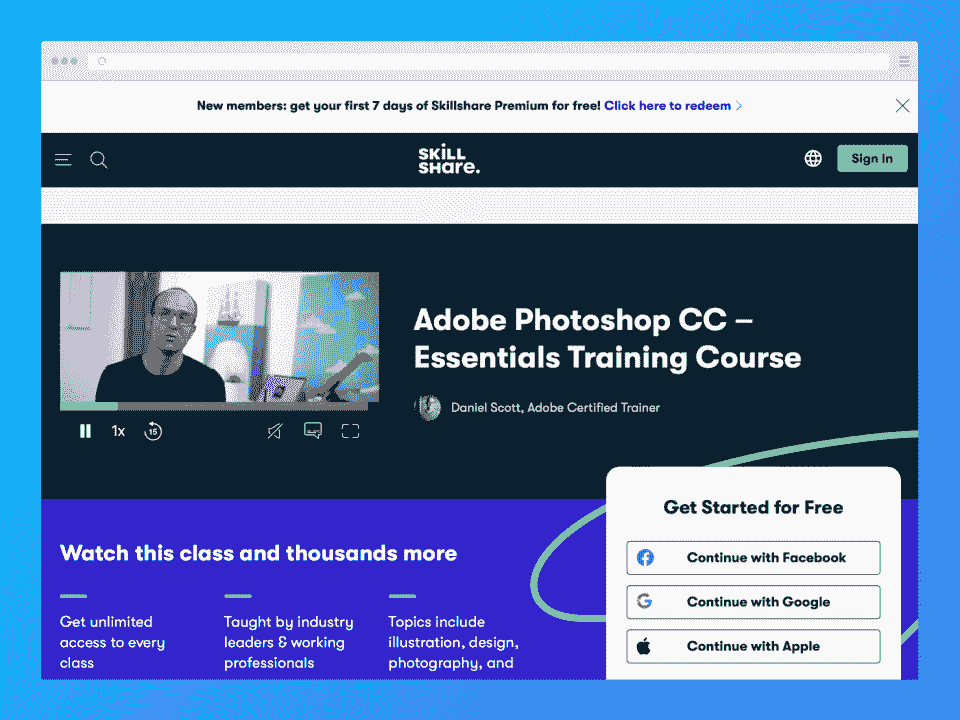 New members: get your first 7 days of Skillshare Premium for free! Click here to redeem
SKILL
SHare.
Sign In
Adobe Photoshop CC –
Essentials Training Course
Daniel Scott, Adobe Certified Trainer
1x
15
Get Started for Free
Continue with Facebook
Continue with Google
Continue with Apple
Watch this class and thousands more
Get unlimited
access to every
class
Taught by industry
leaders & working
professionals
Topics include
illustration, design,
photography, and